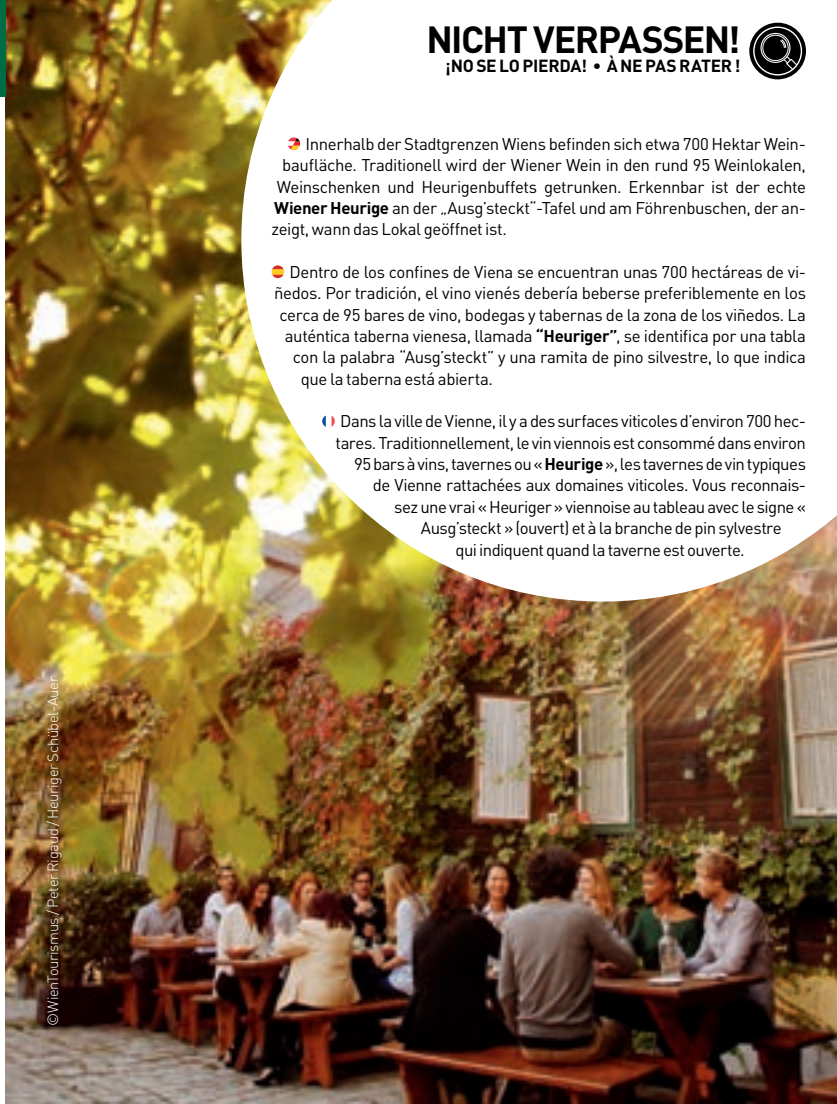 NICHT VERPASSEN!
¡NO SE LO PIERDA! • À NE PAS RATER !
Innerhalb der Stadtgrenzen Wiens befinden sich etwa 700 Hektar Wein-
baufläche. Traditionell wird der Wiener Wein in den rund 95 Weinlokalen,
Weinschenken und Heurigenbuffets getrunken. Erkennbar ist der echte
Wiener Heurige an der „Ausg’steckt“-Tafel und am Föhrenbuschen, der an-
zeigt, wann das Lokal geöffnet ist.
Dentro de los confines de Viena se encuentran unas 700 hectáreas de vi-
ñedos. Por tradición, el vino vienés debería beberse preferiblemente en los
cerca de 95 bares de vino, bodegas y tabernas de la zona de los viñedos. La
auténtica taberna vienesa, llamada “Heuriger”, se identifica por una tabla
con la palabra “Ausg’steckt” y una ramita de pino silvestre, lo que indica
que la taberna está abierta.
Dans la ville de Vienne, il y a des surfaces viticoles d’environ 700 hec-
tares. Traditionnellement, le vin viennois est consommé dans environ
95 bars à vins, tavernes ou « Heurige », les tavernes de vin typiques
de Vienne rattachées aux domaines viticoles. Vous reconnais-
sez une vrai « Heuriger » viennoise au tableau avec le signe «
Ausg’steckt » (ouvert) et à la branche de pin sylvestre
qui indiquent quand la taverne est ouverte.
©WienTourismus / Peter Rigaud / Heuriger Schübel-Auer